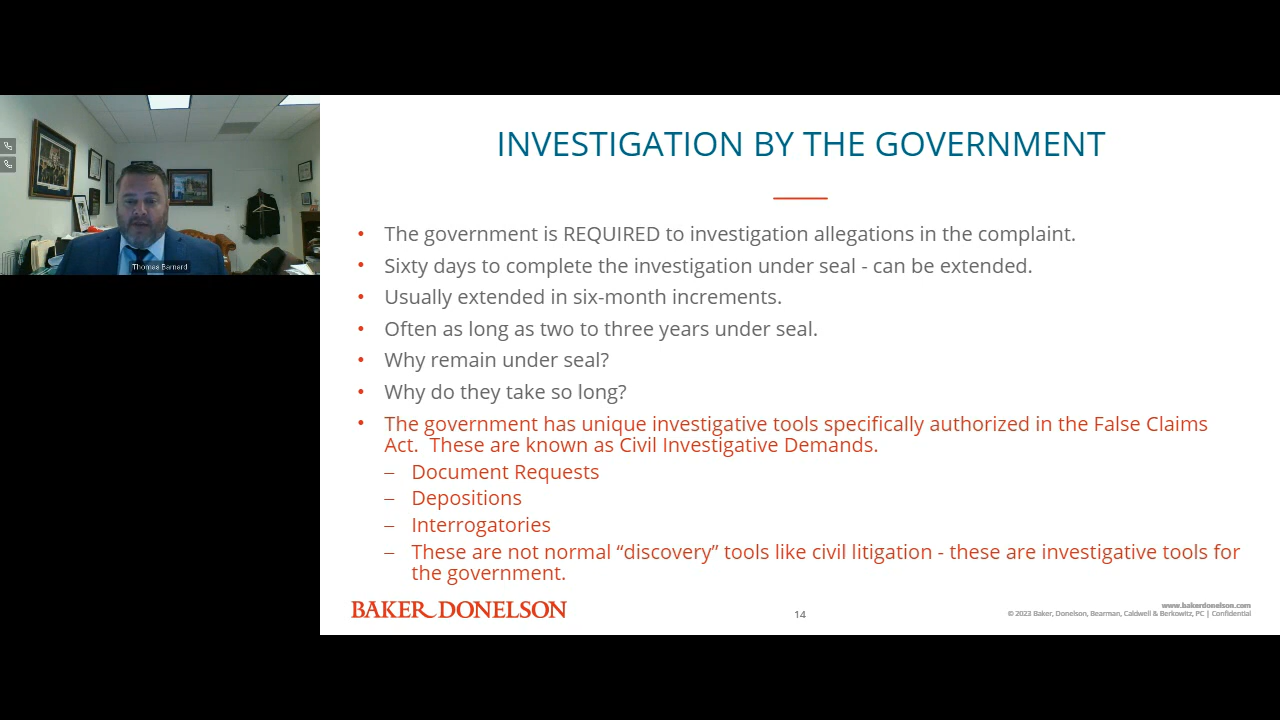 Thomas Barnard
INVESTIGATION BY THE GOVERNMENT
• The government is REQUIRED to investigation allegations in the complaint.
• Sixty days to complete the investigation under seal - can be extended.
• Usually extended in six-month increments.
• Often as long as two to three years under seal.
• Why remain under seal?
• Why do they take so long?
• The government has unique investigative tools specifically authorized in the False Claims
Act.  These are known as Civil Investigative Demands.
– Document Requests
– Depositions
– Interrogatories
– These are not normal “discovery” tools like civil litigation - these are investigative tools for
the government.
BAKER DONELSON
14
www.bakerdonelson.com
© 2023 Baker, Donelson, Bearman, Caldwell & Berkowitz, PC | Confidential